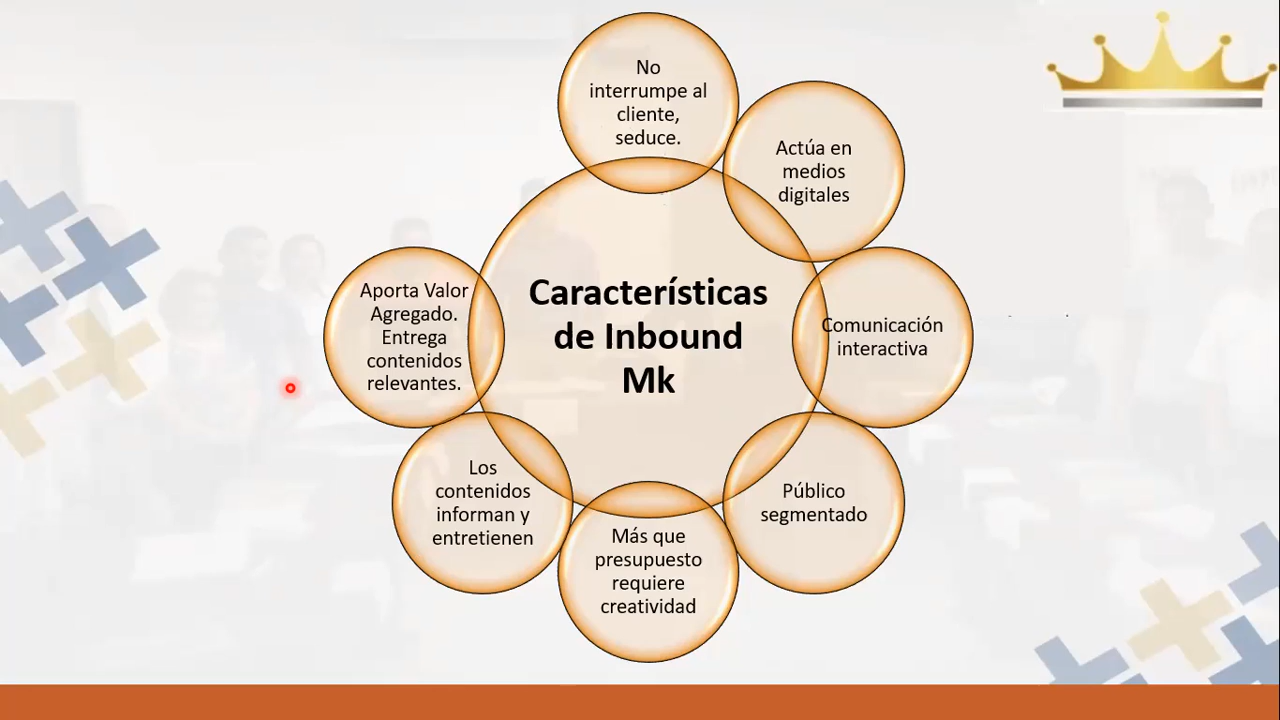 No
interrumpe al
cliente,
seduce.
Actúa en
medios
digitales
Comunicación
interactiva
Público
segmentado
Más que
presupuesto
requiere
creatividad
Los
contenidos
informan y
entretienen
Aporta Valor
Agregado.
Entrega
contenidos
relevantes.
Características
de Inbound
Mk